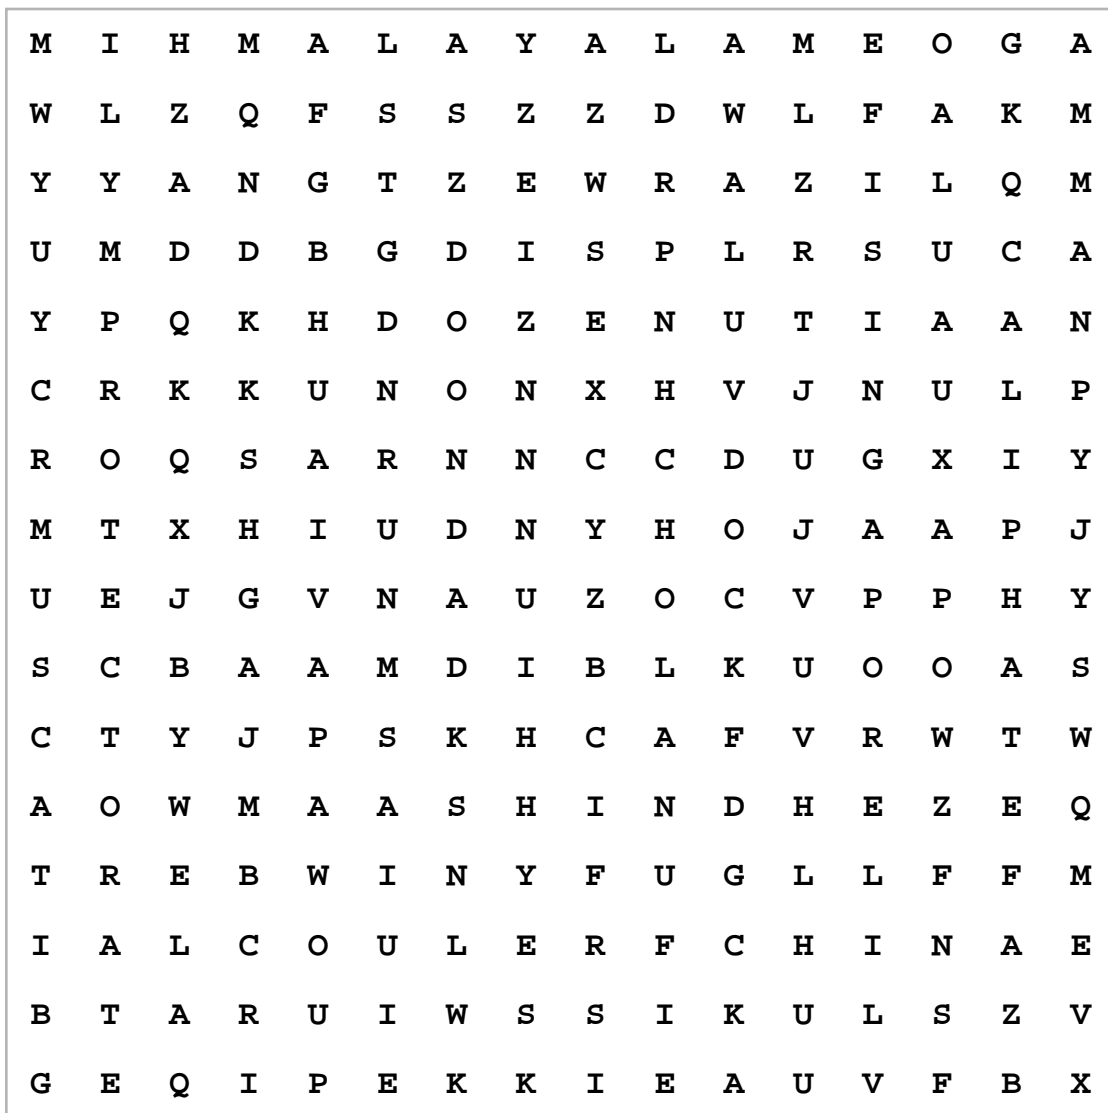 M I H M A L A Y A L A M E O G A
W L Z Q F S S Z Z D W L F A K M
Y Y A N G T Z E W R A Z I L Q M
U M D D B G D I S P L R S U C A
Y P Q K H D O Z E N U T I A A N
C R K K U N O N X H V J N U L P
R O Q S A R N N C C D U G X I Y
M T X H I U D N Y H O J A A P J
U E J G V N A U Z O C V P P H Y
S C B A A M D I B L K U O O A S
C T Y J P S K H C A F V R W T W
A O W M A A S H I N D H E Z E Q
T R E B W I N Y F U G L L F F M
I A L C O U L E R F C H I N A E
B T A R U I W S S I K U L S Z V
G E Q I P E K K I E A U V F B X